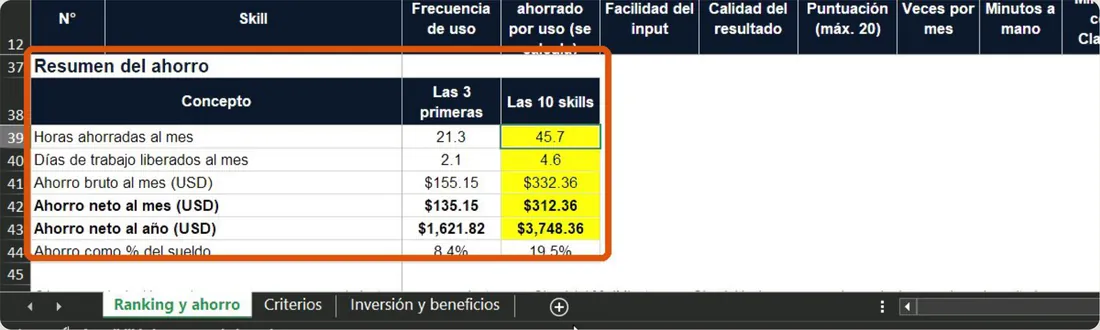 N° Skill Frecuencia de uso ahorrado por uso (se calcula) Facilidad del input Calidad del resultado Puntuación (máx. 20) Veces por mes Minutos a mano
12
37 Resumen del ahorro
38 Concepto Las 3 primeras Las 10 skills
39 Horas ahorradas al mes 21.3 45.7
40 Días de trabajo liberados al mes 2.1 4.6
41 Ahorro bruto al mes (USD) $155.15 $332.36
42 Ahorro neto al mes (USD) $135.15 $312.36
43 Ahorro neto al año (USD) $1,621.82 $3,748.36
44 Ahorro como % del sueldo 8.4% 19.5%
45
Ranking y ahorro Criterios Inversión y beneficios